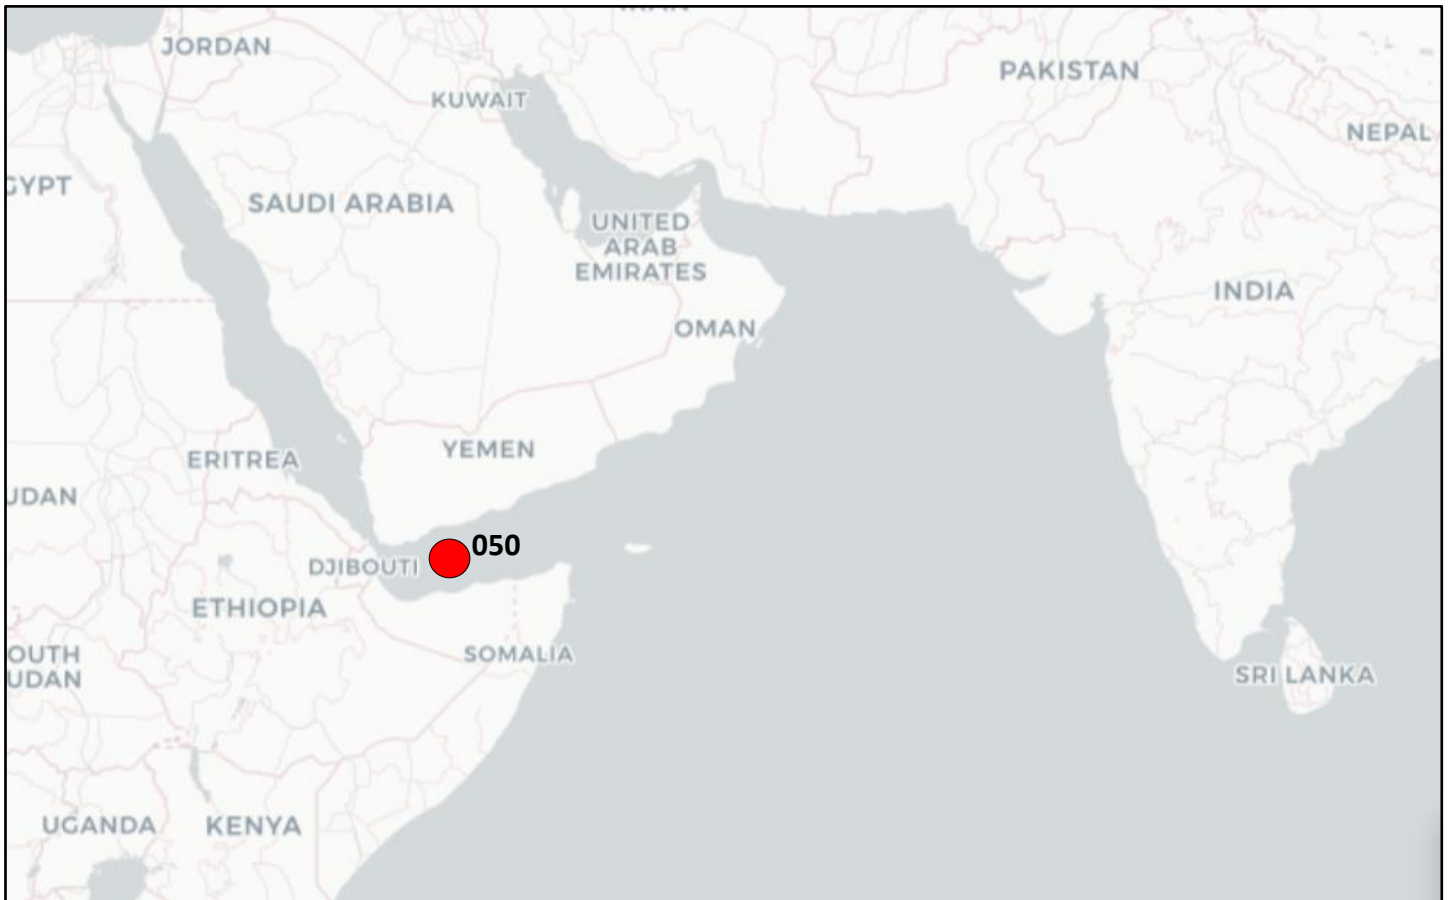 IRAN
JORDAN
PAKISTAN
KUWAIT
NEPAL
GYPT
SAUDI ARABIA
UNITED
ARAB
EMIRATES
INDIA
OMAN
YEMEN
ERITREA
UDAN
050
DJIBOUTI
ETHIOPIA
OUTH
UDAN
SOMALIA
SRI LANKA
UGANDA
KENYA